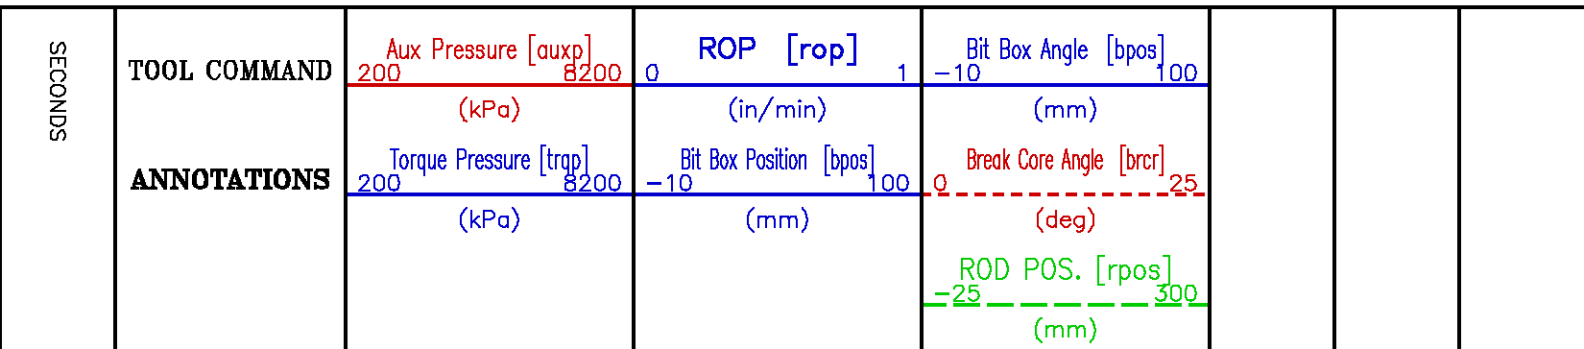 SECONDS
TOOL COMMAND
ANNOTATIONS
Aux Pressure [auxp]
200 8200
(kPa)
Torque Pressure [trqp]
200 8200
(kPa)
ROP [rop]
0 1
(in/min)
Bit Box Position [bpos]
-10 100
(mm)
Bit Box Angle [bpos]
-10 100
(mm)
Break Core Angle [brcr]
0 25
(deg)
ROD POS. [rpos]
-25 300
(mm)